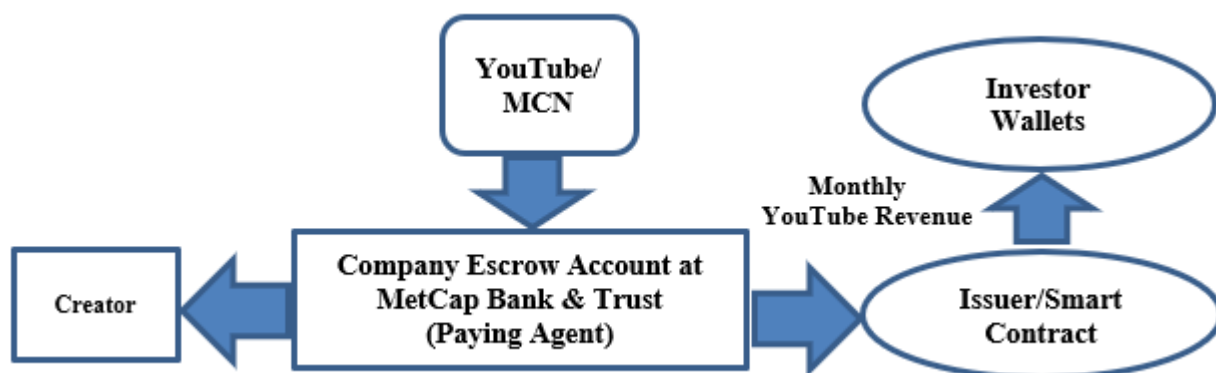 YouTube/
MCN
Investor
Wallets
Monthly
YouTube Revenue
Company Escrow Account at
MetCap Bank & Trust
(Paying Agent)
Creator
Issuer/Smart
Contract